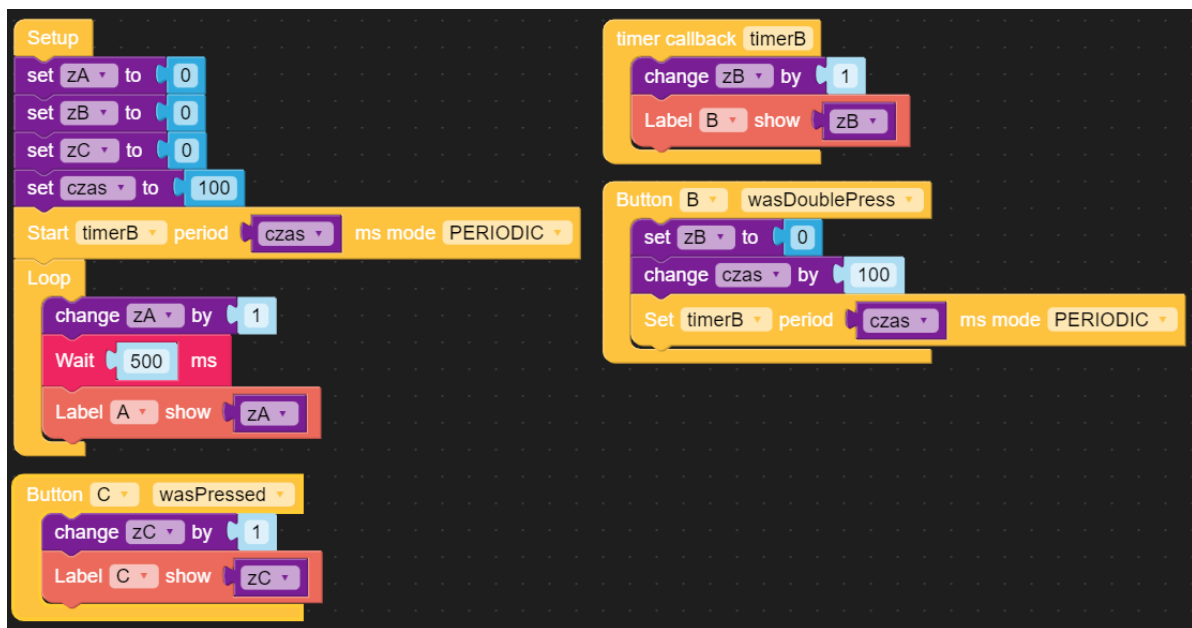 Setup
set zA to 0
set zB to 0
set zC to 0
set czas to 100
Start timerB period czas ms mode PERIODIC
Loop
change zA by 1
Wait 500 ms
Label A show zA
Button C wasPressed
change zC by 1
Label C show zC
timer callback timerB
change zB by 1
Label B show zB
Button B wasDoublePress
set zB to 0
change czas by 100
Set timerB period czas ms mode PERIODIC